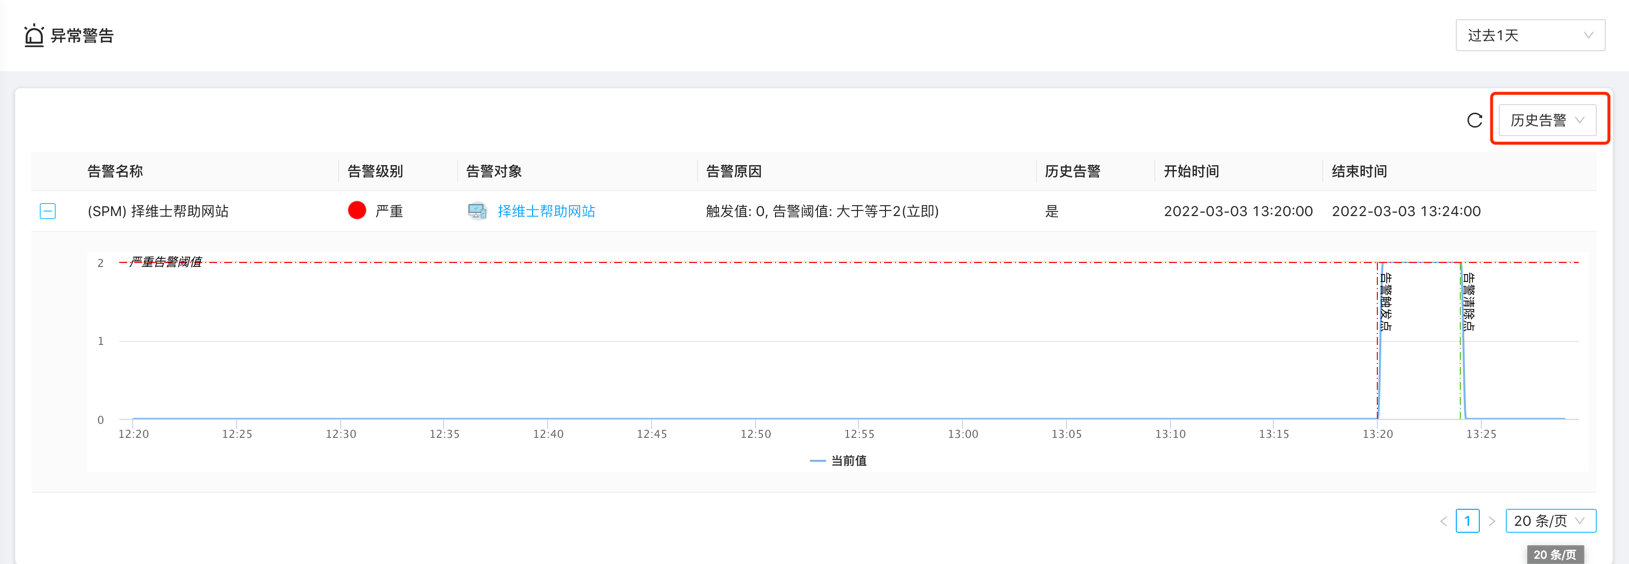 异常警告
过去1天
历史告警
告警名称 告警级别 告警对象 告警原因 历史告警 开始时间 结束时间
(SPM) 择维士帮助网站 严重 择维士帮助网站 触发值: 0, 告警阈值: 大于等于2(立即) 是 2022-03-03 13:20:00 2022-03-03 13:24:00
2
严重告警阈值
告警触发点
告警清除点
1
0
12:20 12:25 12:30 12:35 12:40 12:45 12:50 12:55 13:00 13:05 13:10 13:15 13:20 13:25
当前值
< 1 > 20 条/页
20 条/页